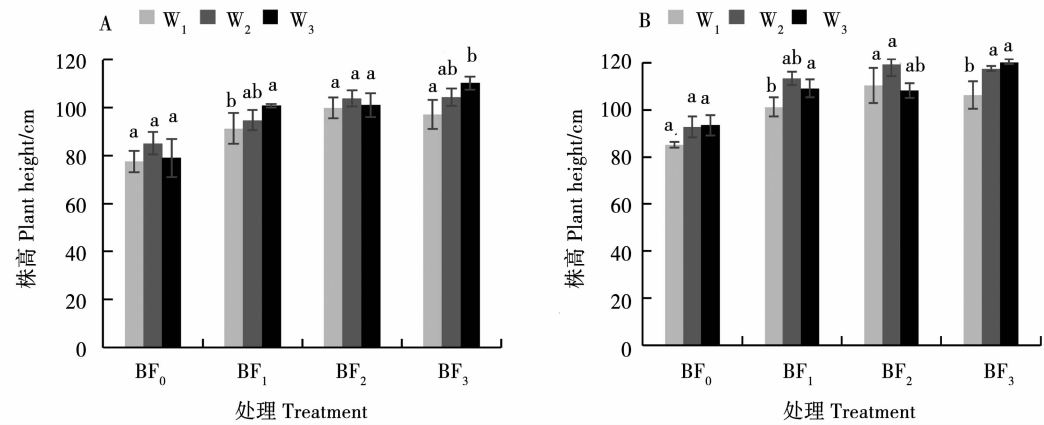 A W₁ W₂ W₃
株高 Plant height/cm
120
100
80
60
40
20
0
a a a
b ab a
a a a
a ab b
BF₀ BF₁ BF₂ BF₃
处理 Treatment
B W₁ W₂ W₃
株高 Plant height/cm
120
100
80
60
40
20
0
a a a
b ab a
a a ab
b a a
BF₀ BF₁ BF₂ BF₃
处理 Treatment